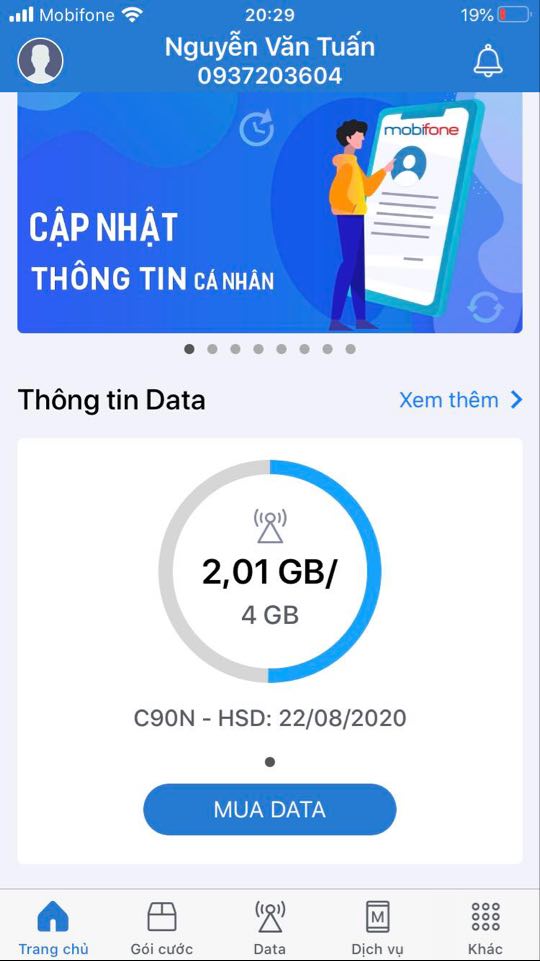 Mobifone
20:29
19%
Nguyễn Văn Tuấn
0937203604
mobifone
CẬP NHẬT
THÔNG TIN CÁ NHÂN
Thông tin Data
Xem thêm
2,01 GB/
4 GB
C90N - HSD: 22/08/2020
MUA DATA
M
Trang chủ
Gói cước
Data
Dịch vụ
Khác